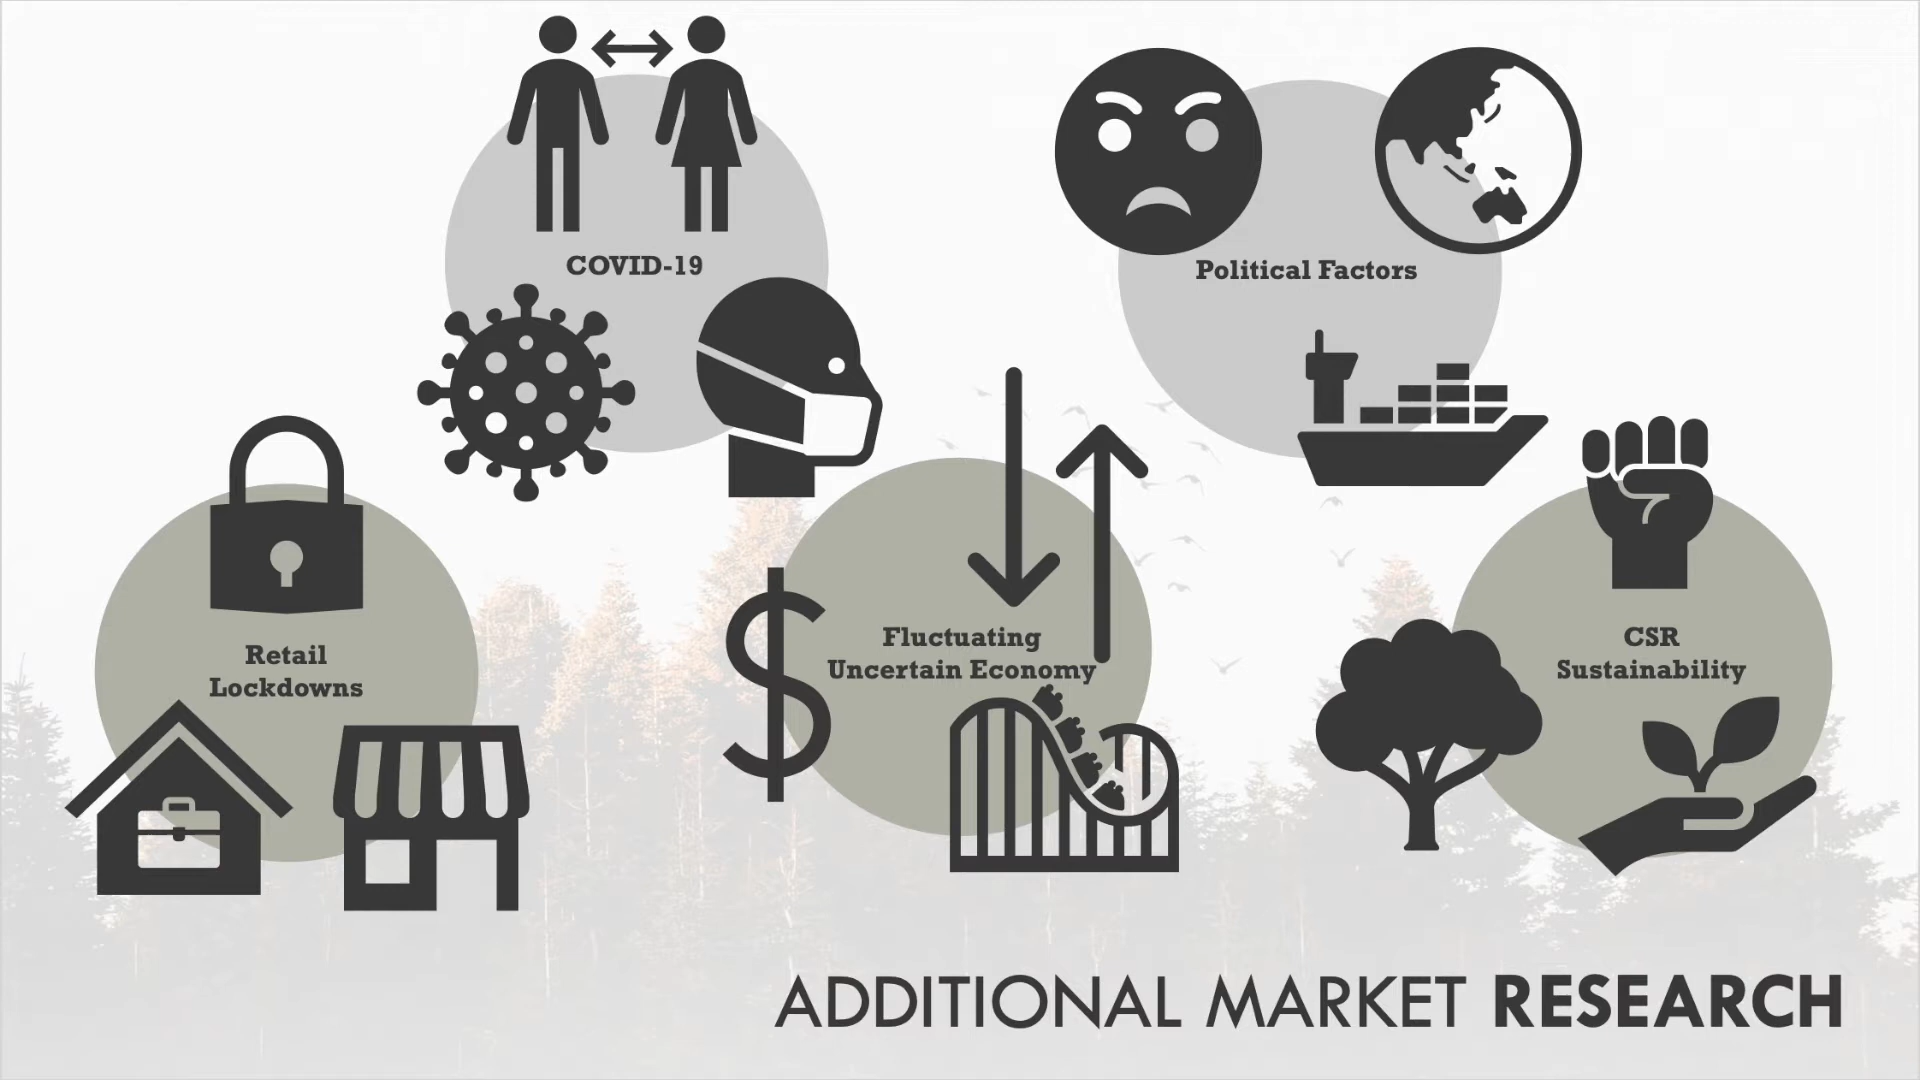 COVID-19
Political Factors
Retail
Lockdowns
Fluctuating
Uncertain Economy
CSR
Sustainability
ADDITIONAL MARKET RESEARCH